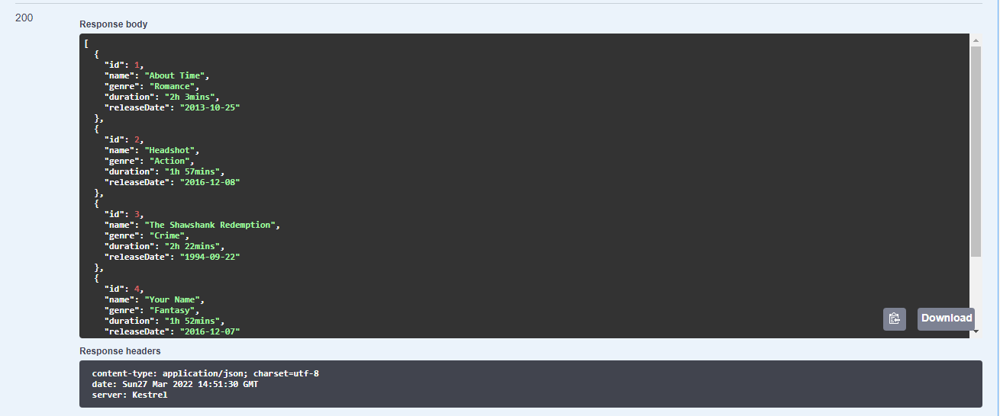 200
Response body
[
{
"id": 1,
"name": "About Time",
"genre": "Romance",
"duration": "2h 3mins",
"releaseDate": "2013-10-25"
},
{
"id": 2,
"name": "Headshot",
"genre": "Action",
"duration": "1h 57mins",
"releaseDate": "2016-12-08"
},
{
"id": 3,
"name": "The Shawshank Redemption",
"genre": "Crime",
"duration": "2h 22mins",
"releaseDate": "1994-09-22"
},
{
"id": 4,
"name": "Your Name",
"genre": "Fantasy",
"duration": "1h 52mins",
"releaseDate": "2016-12-07"
Download
Response headers
content-type: application/json; charset=utf-8
date: Sun27 Mar 2022 14:51:30 GMT
server: Kestrel